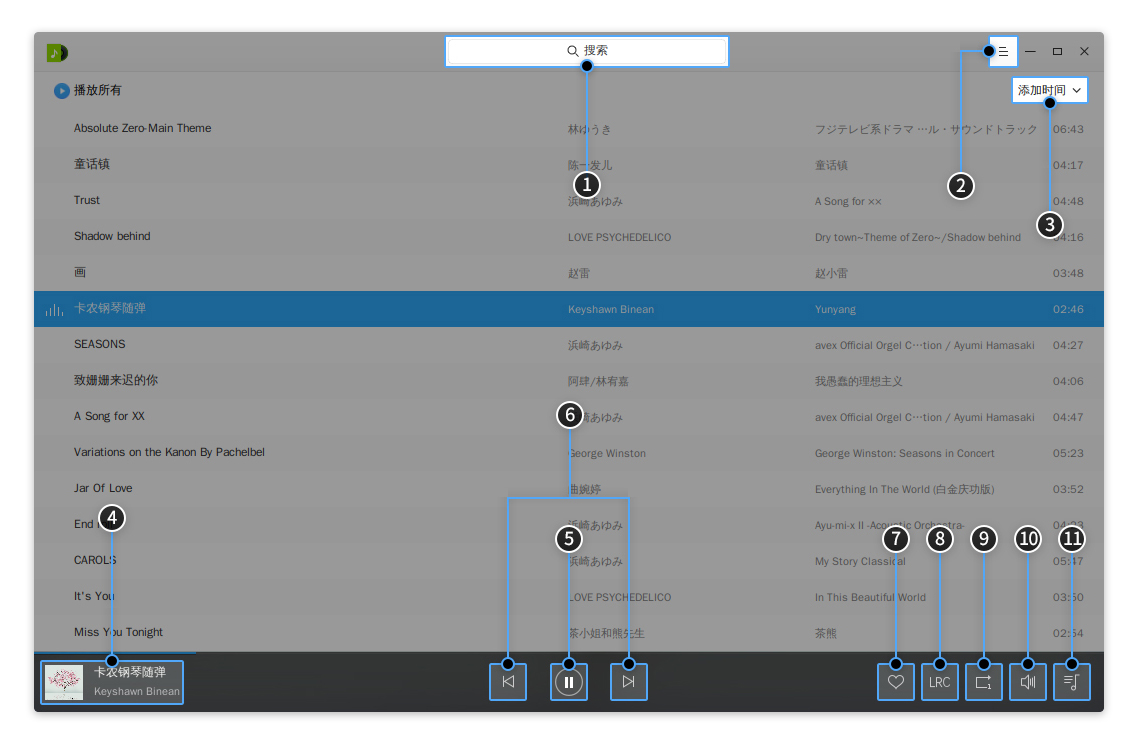 搜索
播放所有 添加时间
Absolute Zero-Main Theme 林ゆうき フジテレビ系ドラマ …ル・サウンドトラック 06:43
童话镇 陈一发儿 童话镇 04:17
1 2
Trust 浜崎あゆみ A Song for ×× 04:48
3
Shadow behind LOVE PSYCHEDELICO Dry town~Theme of Zero~/Shadow behind 04:16
画 赵雷 赵小雷 03:48
卡农钢琴随弹 Keyshawn Binean Yunyang 02:46
SEASONS 浜崎あゆみ avex Official Orgel C…tion / Ayumi Hamasaki 04:27
致姗姗来迟的你 阿肆/林宥嘉 我愚蠢的理想主义 04:06
A Song for XX 6 崎あゆみ avex Official Orgel C…tion / Ayumi Hamasaki 04:47
Variations on the Kanon By Pachelbel George Winston George Winston: Seasons in Concert 05:23
Jar Of Love 曲婉婷 Everything In The World (白金庆功版) 03:52
End 4 浜崎あゆみ Ayu-mi-x II -Acoustic Orchestra-
5 7 8 9 10 11
CAROLS 浜崎あゆみ My Story Classical 05:47
It's You LOVE PSYCHEDELICO In This Beautiful World 03:50
Miss You Tonight 茶小姐和熊先生 茶熊 02:54
卡农钢琴随弹
Keyshawn Binean LRC 1